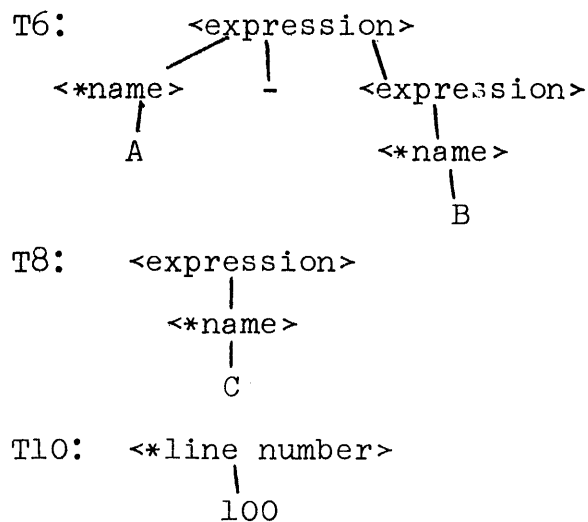 T6: <expression>
<*name> - <expression>
A <*name>
B
T8: <expression>
<*name>
C
T10: <*line number>
100